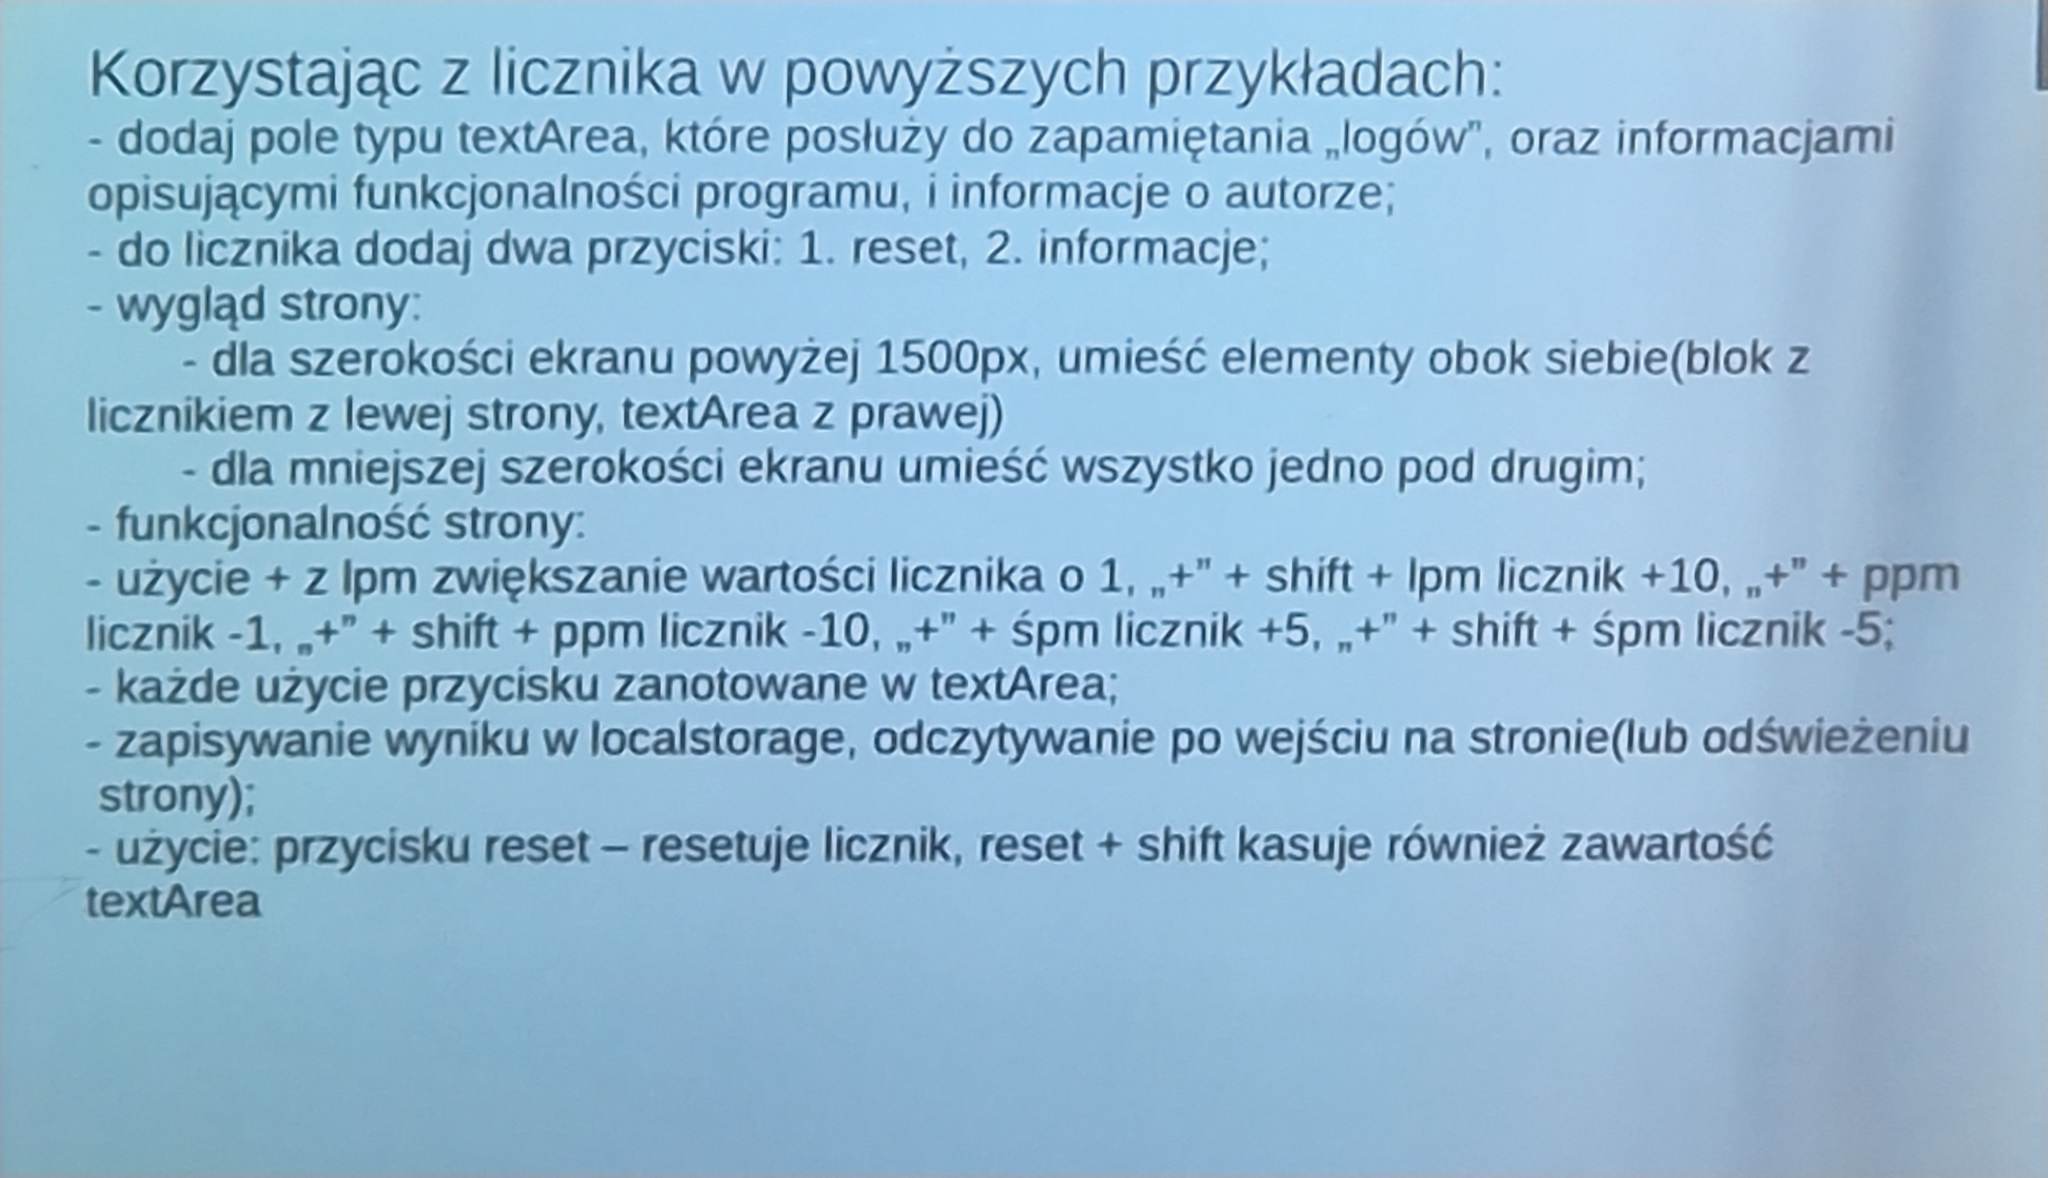 Korzystając z licznika w powyższych przykładach:
- dodaj pole typu textArea, które posłuży do zapamiętania „logów”, oraz informacjami
opisującymi funkcjonalności programu, i informacje o autorze;
- do licznika dodaj dwa przyciski: 1. reset, 2. informacje;
- wygląd strony:
- dla szerokości ekranu powyżej 1500px, umieść elementy obok siebie(blok z
licznikiem z lewej strony, textArea z prawej)
- dla mniejszej szerokości ekranu umieść wszystko jedno pod drugim;
- funkcjonalność strony:
- użycie + z lpm zwiększanie wartości licznika o 1, „+” + shift + lpm licznik +10, „+” + ppm
licznik -1, „+” + shift + ppm licznik -10, „+” + śpm licznik +5, „+” + shift + śpm licznik -5;
- każde użycie przycisku zanotowane w textArea;
- zapisywanie wyniku w localstorage, odczytywanie po wejściu na stronie(lub odświeżeniu
strony);
- użycie: przycisku reset – resetuje licznik, reset + shift kasuje również zawartość
textArea